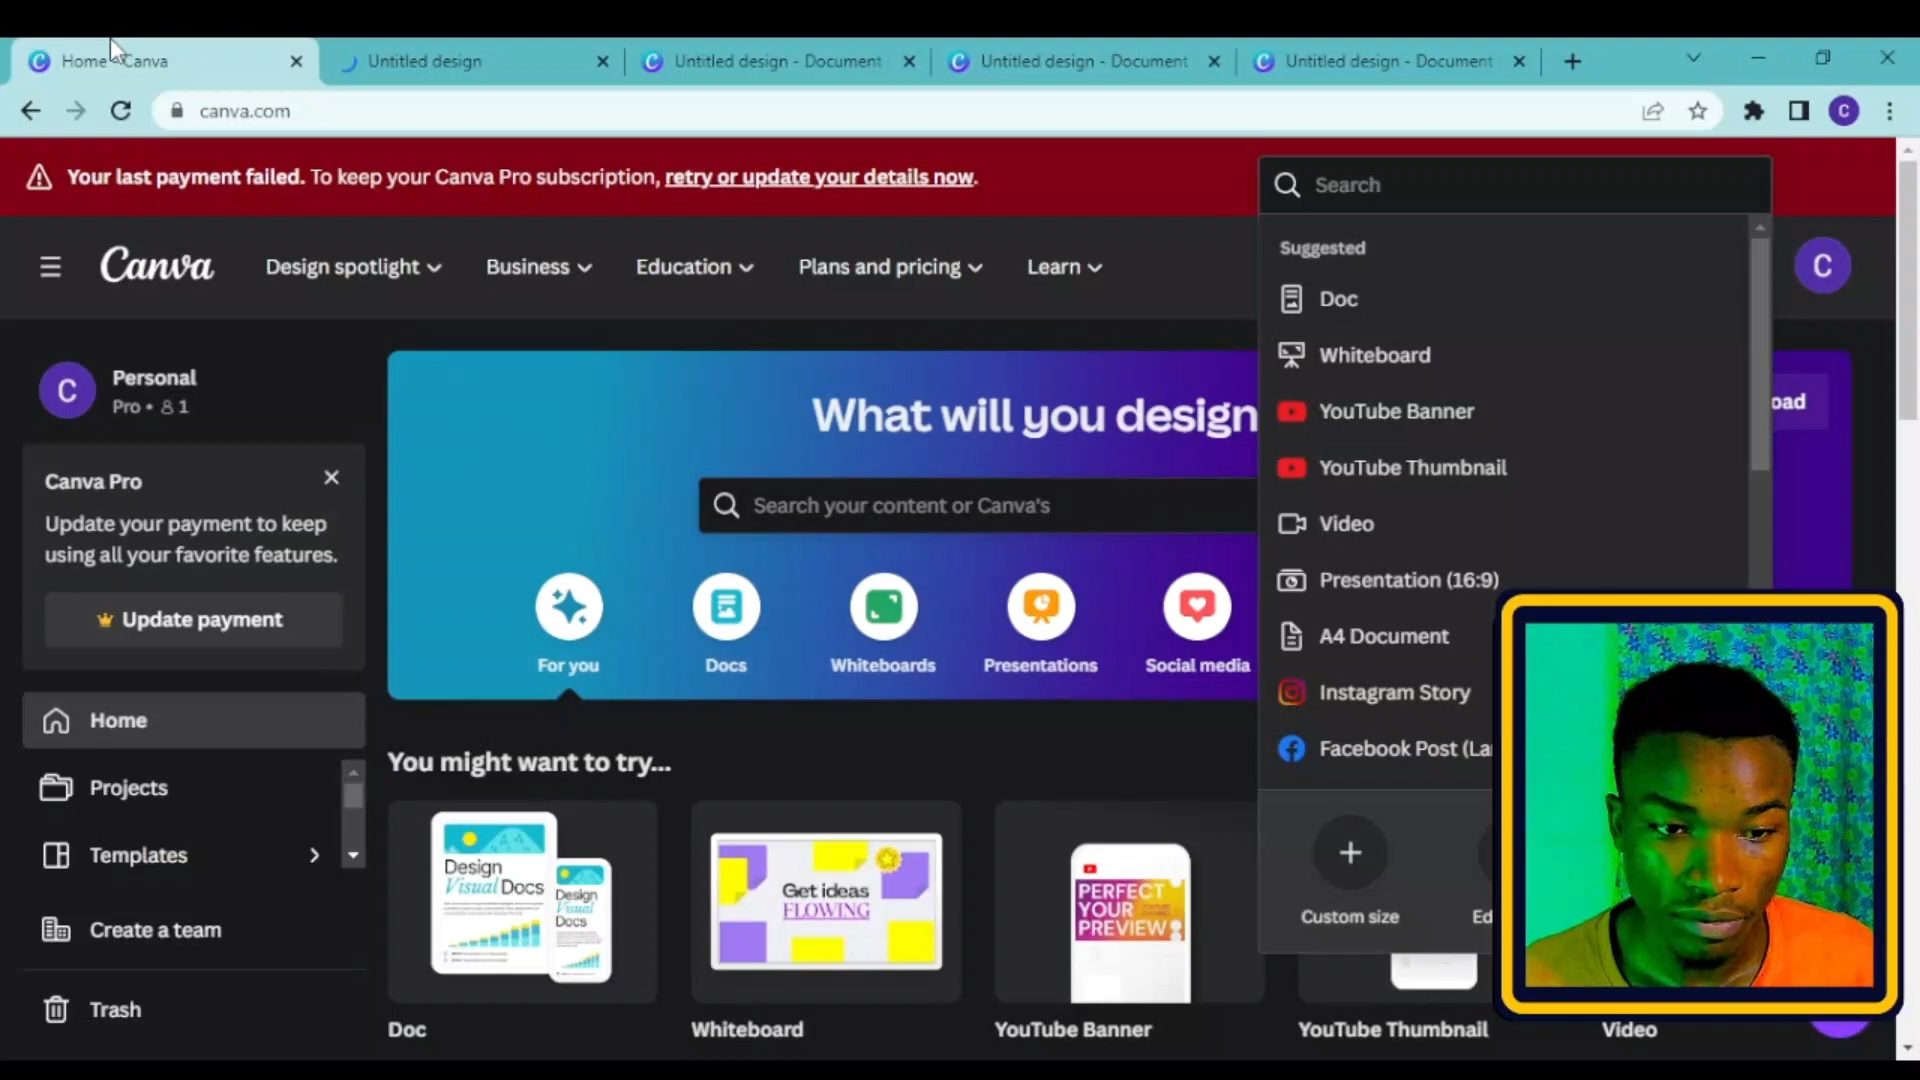 Home - Canva
Untitled design
Untitled design - Document
Untitled design - Document
Untitled design - Document
canva.com
C
Your last payment failed. To keep your Canva Pro subscription, retry or update your details now.
Search
Canva
Design spotlight
Business
Education
Plans and pricing
Learn
C
Suggested
Doc
Whiteboard
YouTube Banner
YouTube Thumbnail
Video
Presentation (16:9)
A4 Document
Instagram Story
Facebook Post (La
Custom size
C
Personal
Pro • 1
Canva Pro
Update your payment to keep
using all your favorite features.
Update payment
Home
Projects
Templates
Create a team
Trash
What will you design
Search your content or Canva's
For you
Docs
Whiteboards
Presentations
Social media
You might want to try...
Design
Visual Docs
Design
Visual
Docs
Get ideas
FLOWING
PERFECT
YOUR
PREVIEW
Doc
Whiteboard
YouTube Banner
YouTube Thumbnail
Video